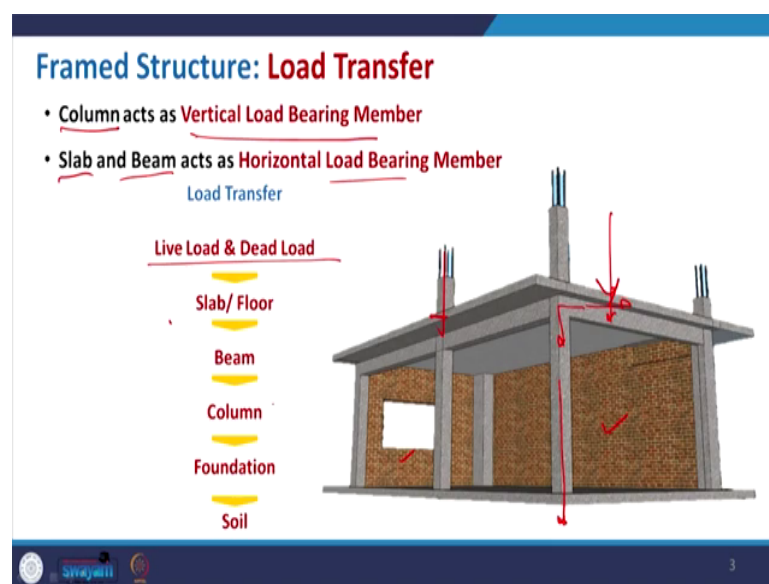 Framed Structure: Load Transfer
• Column acts as Vertical Load Bearing Member
• Slab and Beam acts as Horizontal Load Bearing Member
Load Transfer
Live Load & Dead Load
Slab/ Floor
Beam
Column
Foundation
Soil
swayam
3